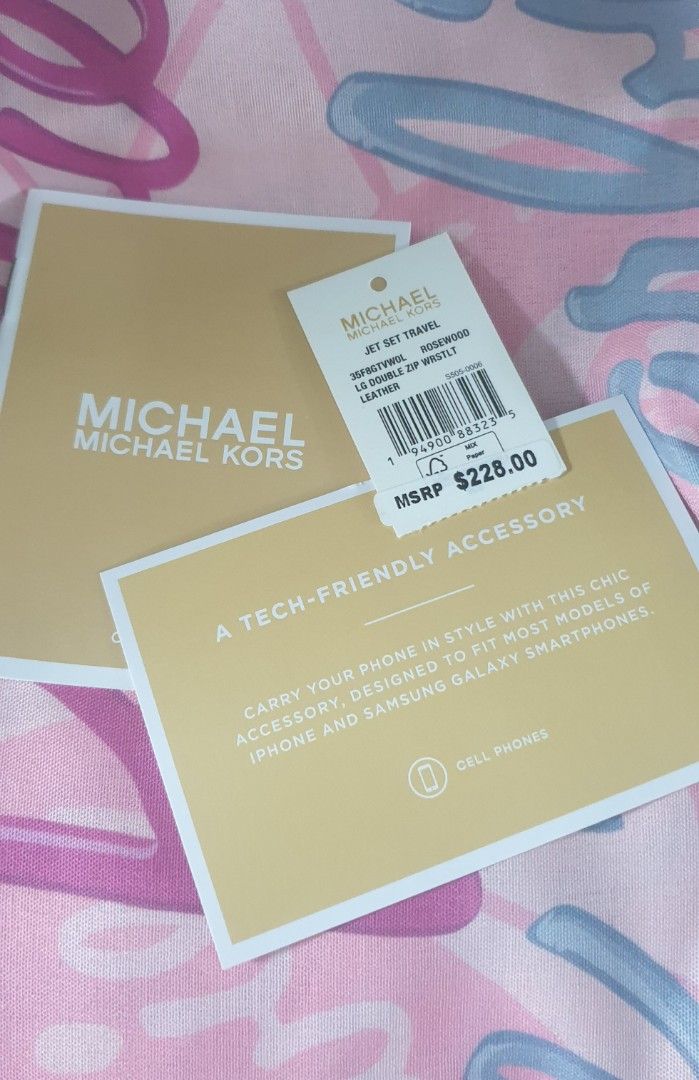 MICHAEL
MICHAEL KORS
MICHAEL
MICHAEL KORS
JET SET TRAVEL
35F8GTVW0L ROSEWOOD
LG DOUBLE ZIP WRSTLT
LEATHER S505-0006
1 94900 88323 5
MIX
Paper
MSRP $228.00
A TECH-FRIENDLY ACCESSORY
CARRY YOUR PHONE IN STYLE WITH THIS CHIC
ACCESSORY, DESIGNED TO FIT MOST MODELS OF
IPHONE AND SAMSUNG GALAXY SMARTPHONES.
CELL PHONES